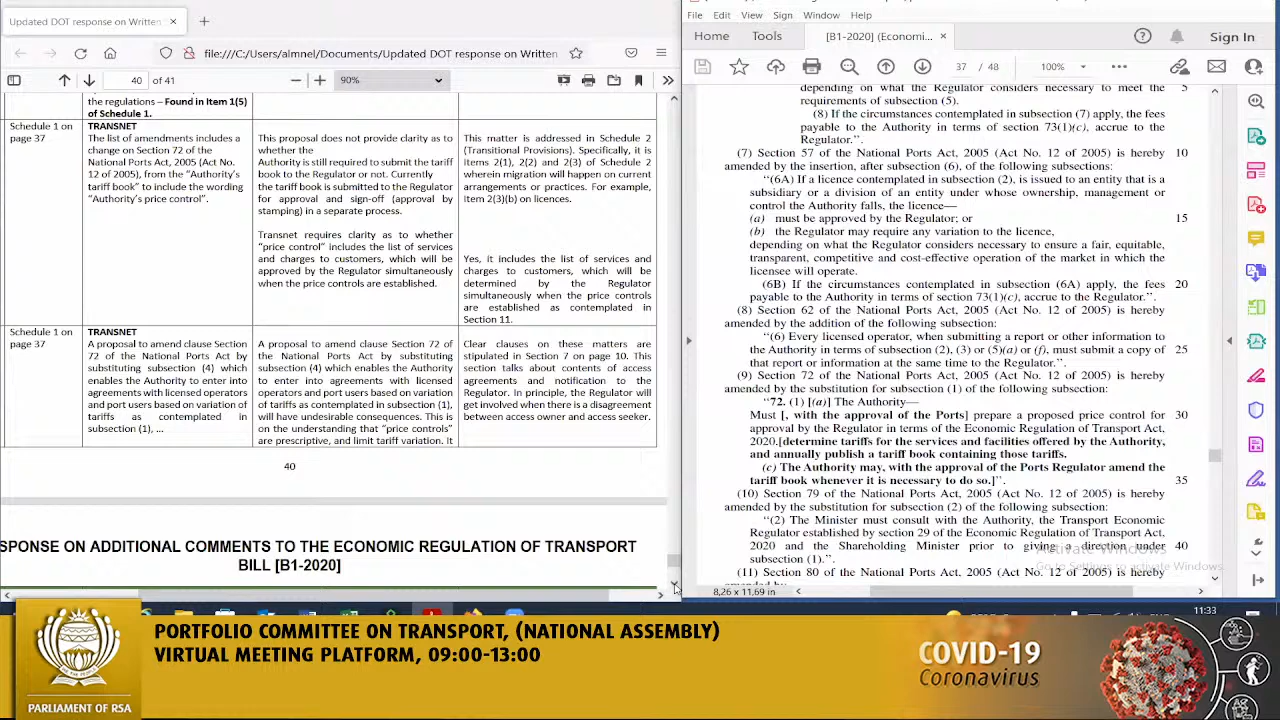 Updated DOT response on Written
file:///C:/Users/almnel/Documents/Updated DOT response on Written
40 of 41
90%
the regulations – Found in Item 1(5)
of Schedule 1.
Schedule 1 on
page 37
TRANSNET
The list of amendments includes a
change on Section 72 of the
National Ports Act, 2005 (Act No.
12 of 2005), from the “Authority’s
tariff book” to include the wording
“Authority’s price control”.
This proposal does not provide clarity as to
whether the
Authority is still required to submit the tariff
book to the Regulator or not. Currently
the tariff book is submitted to the Regulator
for approval and sign-off (approval by
stamping) in a separate process.
Transnet requires clarity as to whether
“price control” includes the list of services
and charges to customers, which will be
approved by the Regulator simultaneously
when the price controls are established.
This matter is addressed in Schedule 2
(Transitional Provisions). Specifically, it is
Items 2(1), 2(2) and 2(3) of Schedule 2
wherein migration will happen on current
arrangements or practices. For example,
Item 2(3)(b) on licences.
Yes, it includes the list of services and
charges to customers, which will be
determined by the Regulator
simultaneously when the price controls
are established as contemplated in
Section 11.
Schedule 1 on
page 37
TRANSNET
A proposal to amend clause Section
72 of the National Ports Act by
substituting subsection (4) which
enables the Authority to enter into
agreements with licensed operators
and port users based on variation of
tariffs as contemplated in
subsection (1), ...
A proposal to amend clause Section 72 of
the National Ports Act by substituting
subsection (4) which enables the Authority
to enter into agreements with licensed
operators and port users based on variation
of tariffs as contemplated in subsection (1),
will have undesirable consequences. This is
on the understanding that “price controls”
are prescriptive, and limit tariff variation. It
Clear clauses on these matters are
stipulated in Section 7 on page 10. This
section talks about contents of access
agreements and notification to the
Regulator. In principle, the Regulator
will get involved when there is a disagreement
between access owner and access seeker.
40
SPONSE ON ADDITIONAL COMMENTS TO THE ECONOMIC REGULATION OF TRANSPORT
BILL [B1-2020]
File Edit View Sign Window Help
Home Tools [B1-2020] (Economi... Sign In
37 / 48 100%
depending on what the Regulator considers necessary to meet the 5
requirements of subsection (5).
(8) If the circumstances contemplated in subsection (7) apply, the fees
payable to the Authority in terms of section 73(1)(c), accrue to the
Regulator.’’.
(7) Section 57 of the National Ports Act, 2005 (Act No. 12 of 2005) is hereby 10
amended by the insertion, after subsection (6), of the following subsections:
‘‘(6A) If a licence contemplated in subsection (2), is issued to an entity that is a
subsidiary or a division of an entity under whose ownership, management or
control the Authority falls, the licence—
(a) must be approved by the Regulator; or 15
(b) the Regulator may require any variation to the licence,
depending on what the Regulator considers necessary to ensure a fair, equitable,
transparent, competitive and cost-effective operation of the market in which the
licensee will operate.
(6B) If the circumstances contemplated in subsection (6A) apply, the fees 20
payable to the Authority in terms of section 73(1)(c), accrue to the Regulator.’’.
(8) Section 62 of the National Ports Act, 2005 (Act No. 12 of 2005) is hereby
amended by the addition of the following subsection:
‘‘(6) Every licensed operator, when submitting a report or other information to
the Authority in terms of subsection (2), (3) or (5)(a) or (f), must submit a copy of 25
that report or information at the same time to the Regulator.’’.
(9) Section 72 of the National Ports Act, 2005 (Act No. 12 of 2005) is hereby
amended by the substitution for subsection (1) of the following subsection:
‘‘72. (1) [(a)] The Authority—
Must [, with the approval of the Ports] prepare a proposed price control for 30
approval by the Regulator in terms of the Economic Regulation of Transport Act,
2020.[determine tariffs for the services and facilities offered by the Authority,
and annually publish a tariff book containing those tariffs.
(c) The Authority may, with the approval of the Ports Regulator amend the
tariff book whenever it is necessary to do so.]’’. 35
(10) Section 79 of the National Ports Act, 2005 (Act No. 12 of 2005) is hereby
amended by the substitution for subsection (2) of the following subsection:
‘‘(2) The Minister must consult with the Authority, the Transport Economic
Regulator established by section 29 of the Economic Regulation of Transport Act,
2020 and the Shareholding Minister prior to giving a direction under 40
subsection (1).’’.
(11) Section 80 of the National Ports Act, 2005 (Act No. 12 of 2005) is hereby
Activate Windows
Go to Settings to activate Windows.
8,26 x 11,69 in
11:33
PORTFOLIO COMMITTEE ON TRANSPORT, (NATIONAL ASSEMBLY)
VIRTUAL MEETING PLATFORM, 09:00-13:00
PARLIAMENT OF RSA
COVID-19
Coronavirus